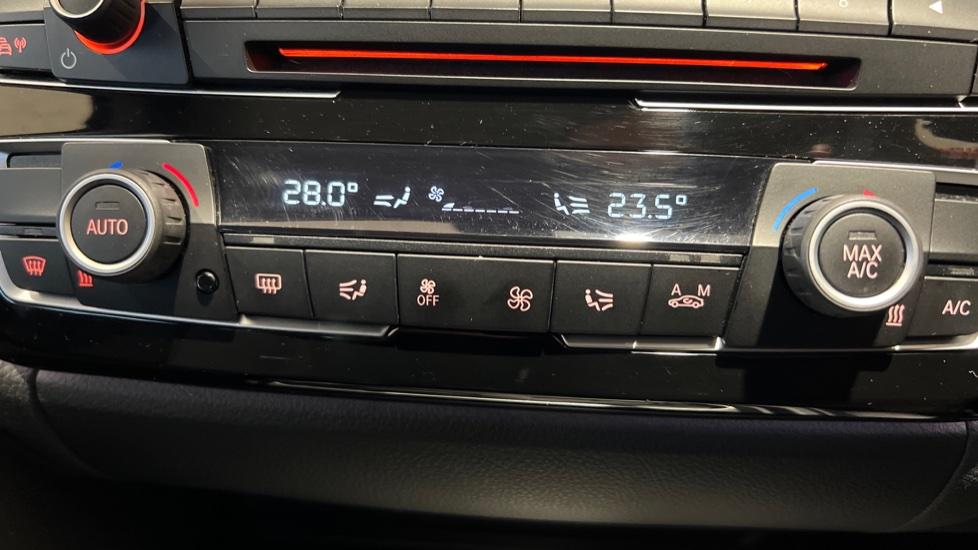 28.0°
23.5°
AUTO
MAX
A/C
OFF
A M
A/C